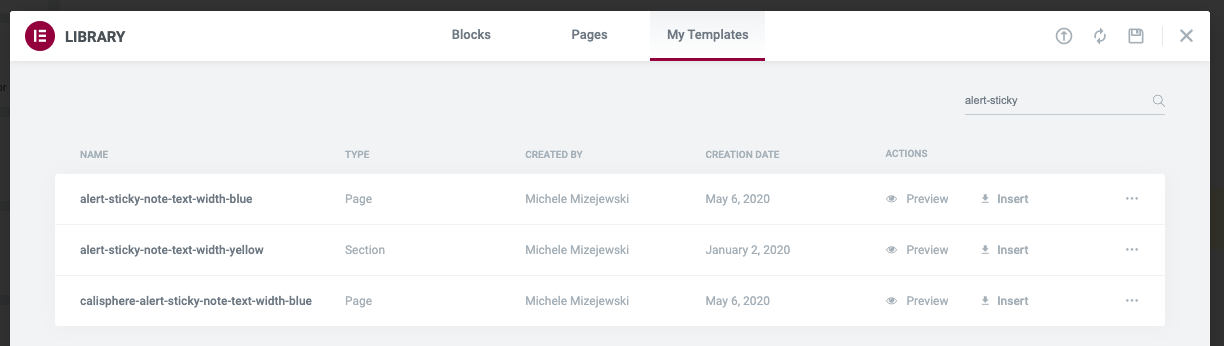 LIBRARY Blocks Pages My Templates
alert-sticky
NAME TYPE CREATED BY CREATION DATE ACTIONS
alert-sticky-note-text-width-blue Page Michele Mizejewski May 6, 2020 Preview Insert
alert-sticky-note-text-width-yellow Section Michele Mizejewski January 2, 2020 Preview Insert
calisphere-alert-sticky-note-text-width-blue Page Michele Mizejewski May 6, 2020 Preview Insert